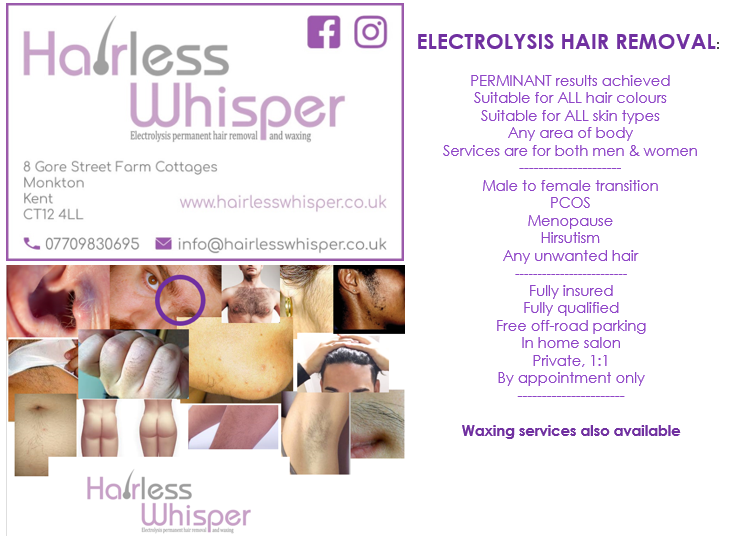 Hairless
Whisper
Electrolysis permanent hair removal and waxing
8 Gore Street Farm Cottages
Monkton
Kent
CT12 4LL
www.hairlesswhisper.co.uk
07709830695 info@hairlesswhisper.co.uk
Hairless
Whisper
Electrolysis permanent hair removal and waxing
ELECTROLYSIS HAIR REMOVAL:
PERMINANT results achieved
Suitable for ALL hair colours
Suitable for ALL skin types
Any area of body
Services are for both men & women
---------------------
Male to female transition
PCOS
Menopause
Hirsutism
Any unwanted hair
-----------------------
Fully insured
Fully qualified
Free off-road parking
In home salon
Private, 1:1
By appointment only
----------------------
Waxing services also available